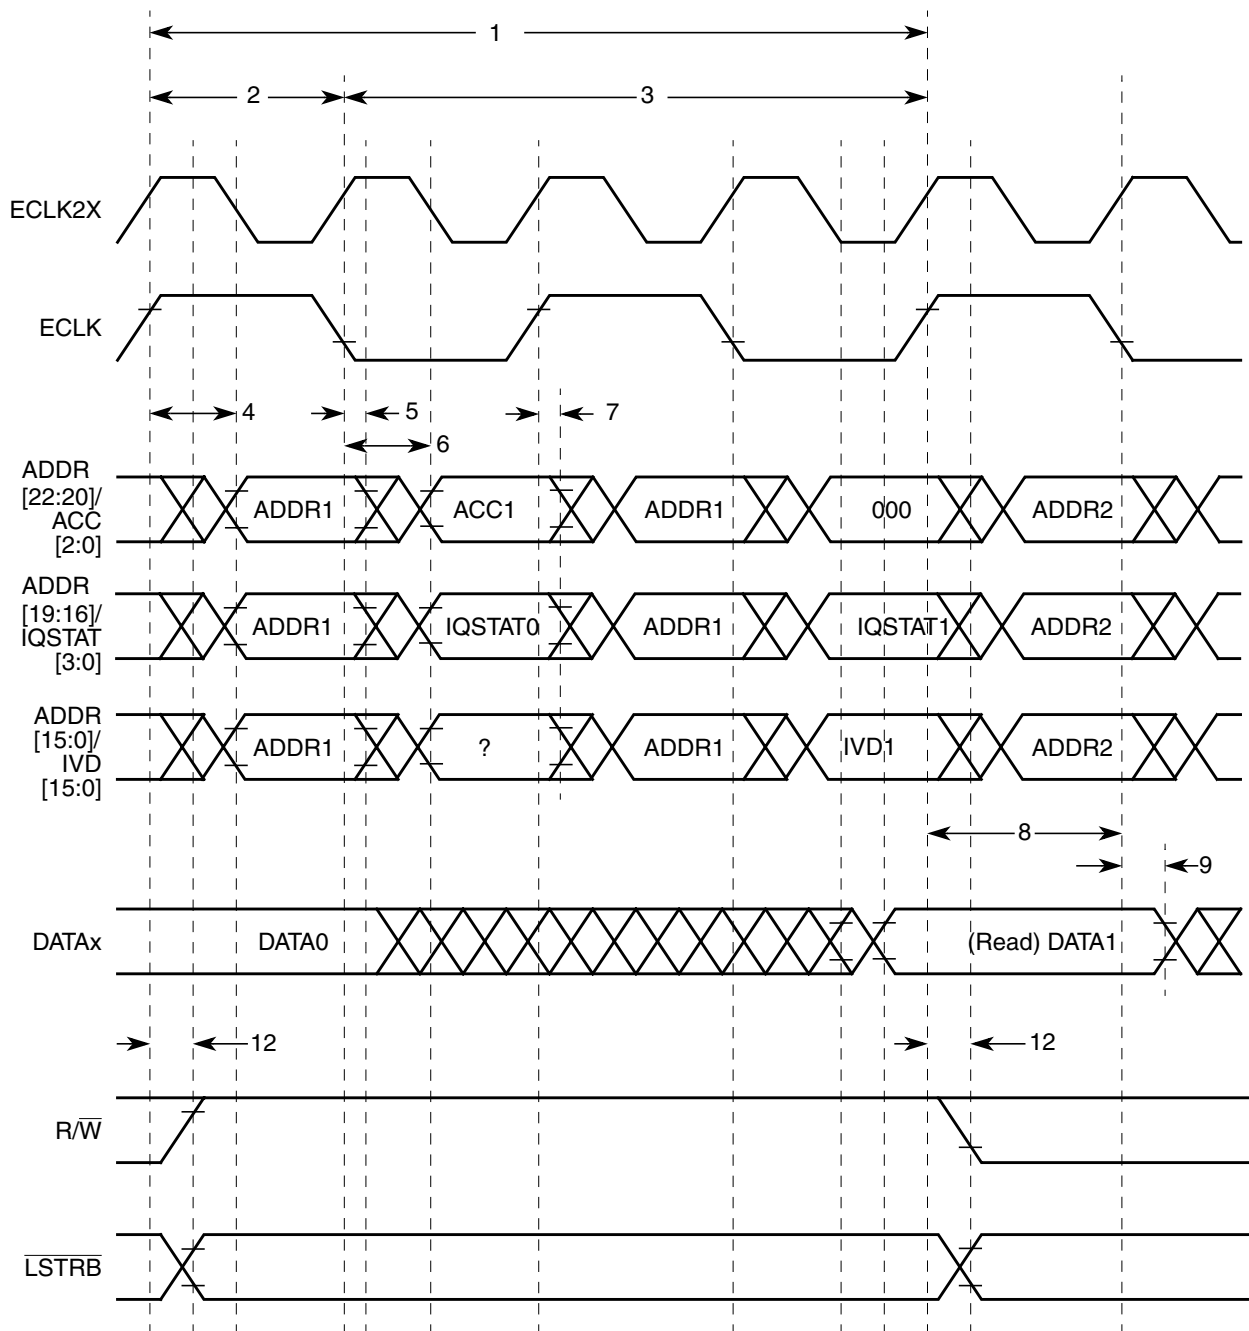 1
2 3
ECLK2X
ECLK
4 5 7
6
ADDR
[22:20]/
ACC
[2:0]
ADDR1 ACC1 ADDR1 000 ADDR2
ADDR
[19:16]/
IQSTAT
[3:0]
ADDR1 IQSTAT0 ADDR1 IQSTAT1 ADDR2
ADDR
[15:0]/
IVD
[15:0]
ADDR1 ? ADDR1 IVD1 ADDR2
8
9
DATAx DATA0 (Read) DATA1
12 12
R/W̅
L̅S̅T̅R̅B̅